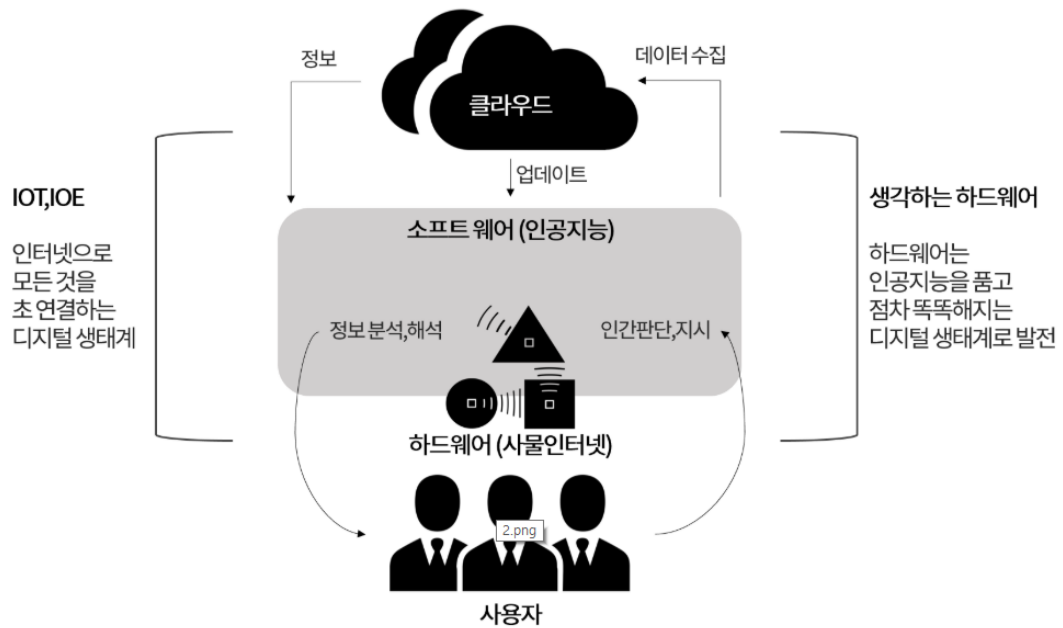 정보
데이터 수집
클라우드
업데이트
IOT,IOE
인터넷으로
모든 것을
초 연결하는
디지털 생태계
소프트 웨어 (인공지능)
정보 분석,해석
인간판단,지시
하드웨어 (사물인터넷)
생각하는 하드웨어
하드웨어는
인공지능을 품고
점차 똑똑해지는
디지털 생태계로 발전
2.png
사용자